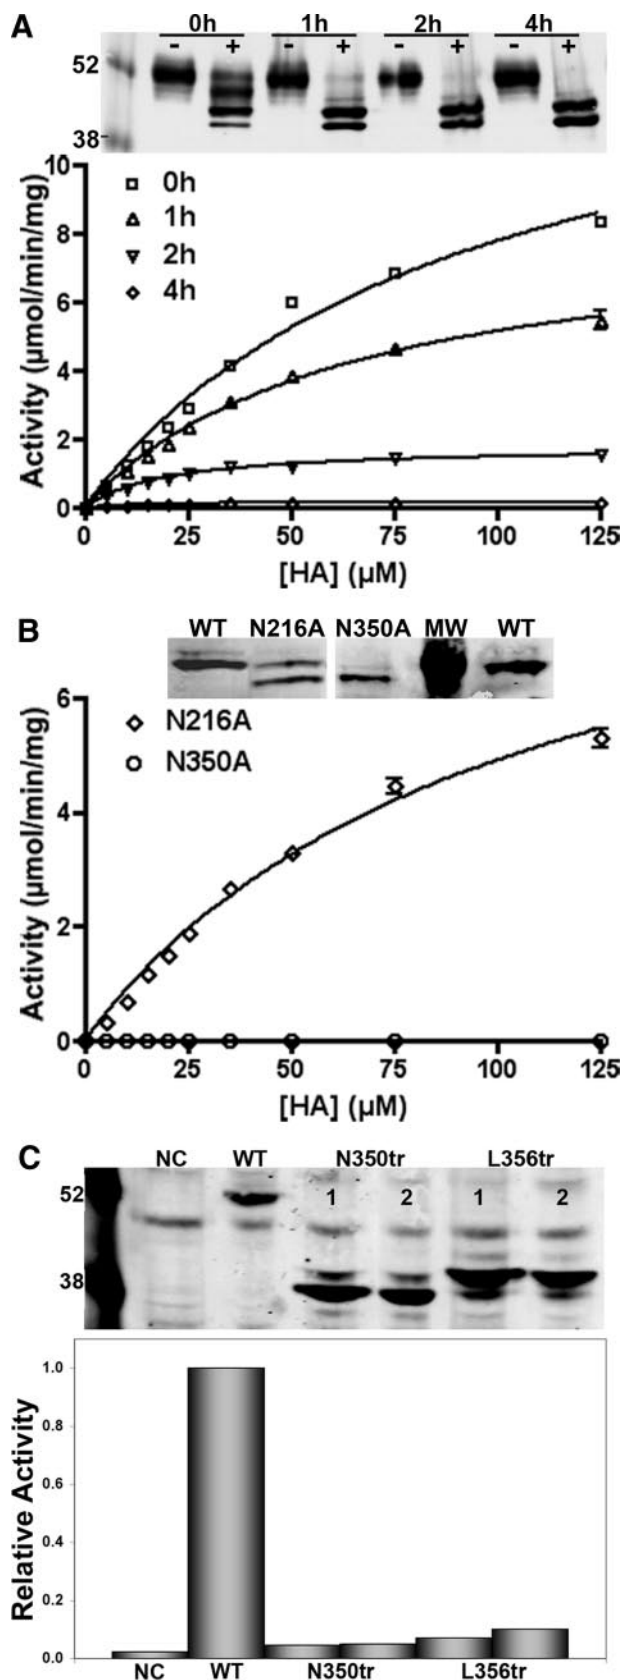 A
0h 1h 2h 4h
- + - + - + - +
52
38
10
8
6
4
2
0
0h
1h
2h
4h
Activity (µmol/min/mg)
0 25 50 75 100 125
[HA] (µM)
B
WT N216A N350A MW WT
6
4
2
0
N216A
N350A
Activity (µmol/min/mg)
0 25 50 75 100 125
[HA] (µM)
C
NC WT N350tr L356tr
52
1 2 1 2
38
1.0
0.8
0.6
0.4
0.2
0.0
Relative Activity
NC WT N350tr L356tr